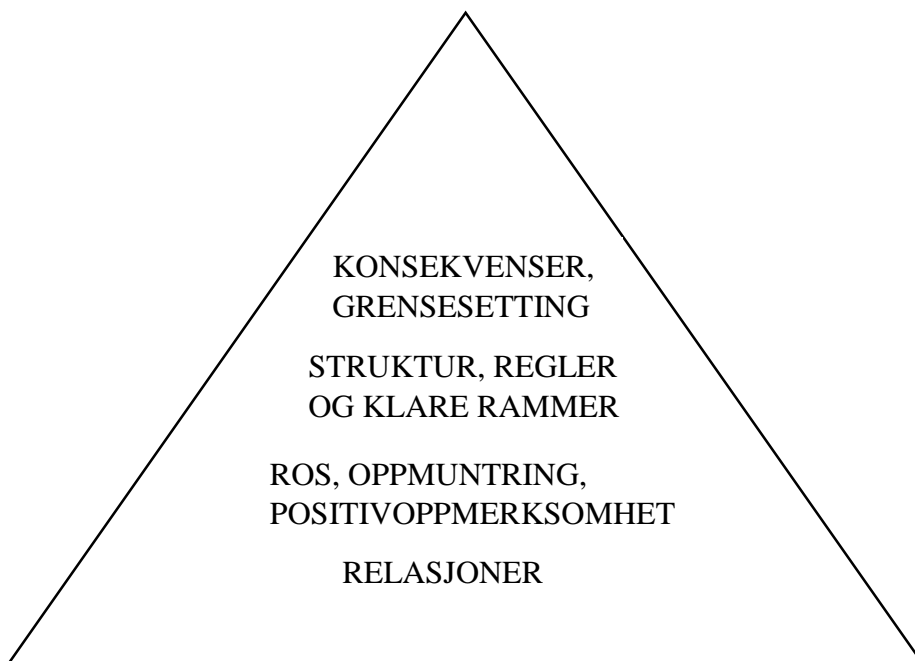 KONSEKVENSER,
GRENSESETTING
STRUKTUR, REGLER
OG KLARE RAMMER
ROS, OPPMUNTRING,
POSITIVOPPMERKSOMHET
RELASJONER